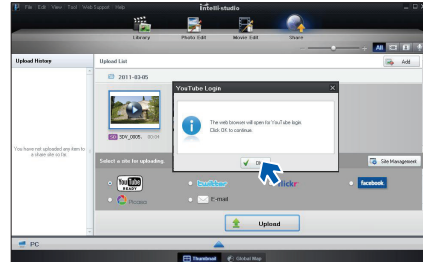 File Edit View Tool Web Support Help
Intelli-studio
Library
Photo Edit
Movie Edit
Share
All
Upload History
Upload List
Add
2011-03-05
YouTube Login
The web browser will open for YouTube login.
Click OK to continue.
SDV_0005.
00:04
You have not uploaded any item to
a share site so far.
Select a site for uploading.
Site Management
YouTube
READY
twitter
flickr
facebook.
Picasa
E-mail
Upload
PC
Thumbnail
Global Map